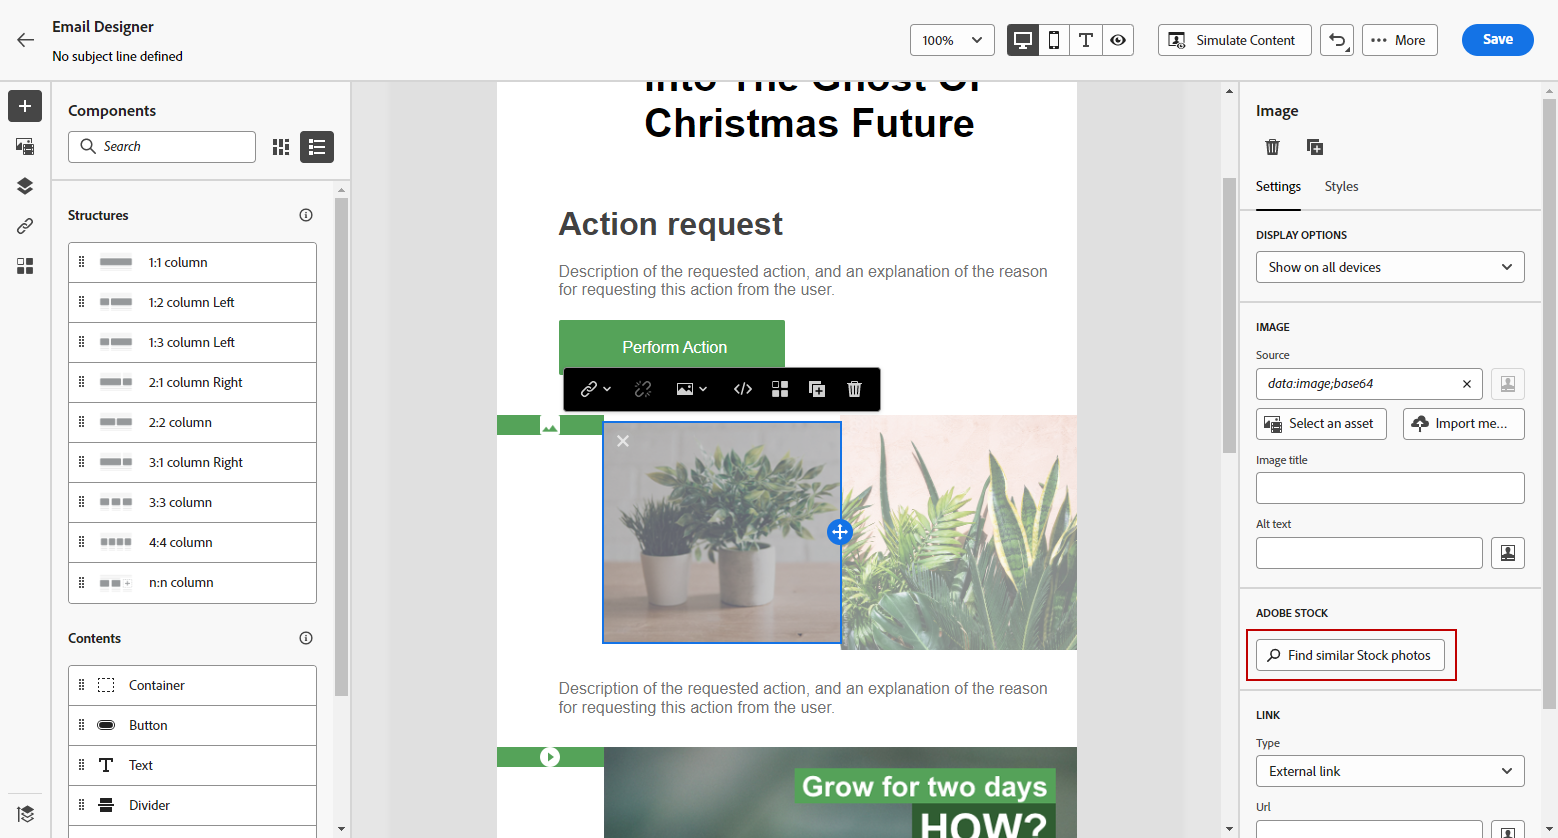 Email Designer
No subject line defined
100%
Simulate Content
More
Save
Components
Search
Structures
1:1 column
1:2 column Left
1:3 column Left
2:1 column Right
2:2 column
3:1 column Right
3:3 column
4:4 column
n:n column
Contents
Container
Button
Text
Divider
Into The Ghost Of
Christmas Future
Action request
Description of the requested action, and an explanation of the reason
for requesting this action from the user.
Perform Action
Description of the requested action, and an explanation of the reason
for requesting this action from the user.
Grow for two days
HOW?
Image
Settings
Styles
DISPLAY OPTIONS
Show on all devices
IMAGE
Source
data:image;base64
Select an asset
Import me...
Image title
Alt text
ADOBE STOCK
Find similar Stock photos
LINK
Type
External link
Url